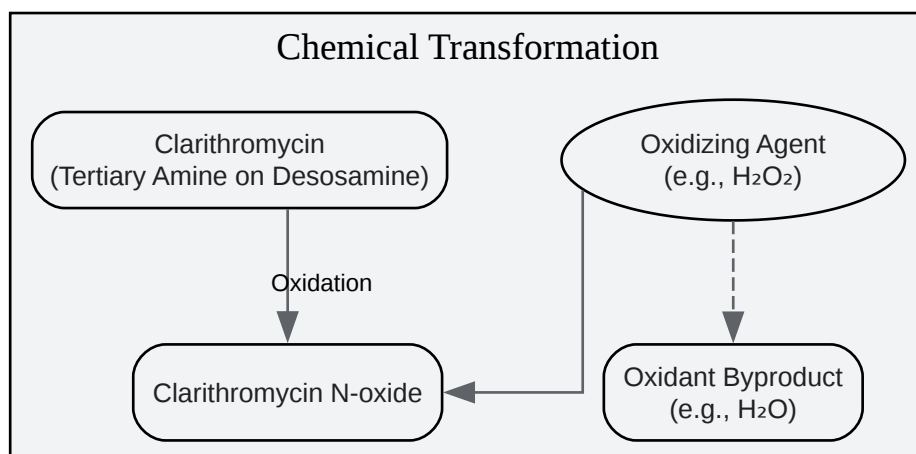 Chemical Transformation
Clarithromycin
(Tertiary Amine on Desosamine)
Oxidizing Agent
(e.g., H₂O₂)
Oxidation
Clarithromycin N-oxide
Oxidant Byproduct
(e.g., H₂O)